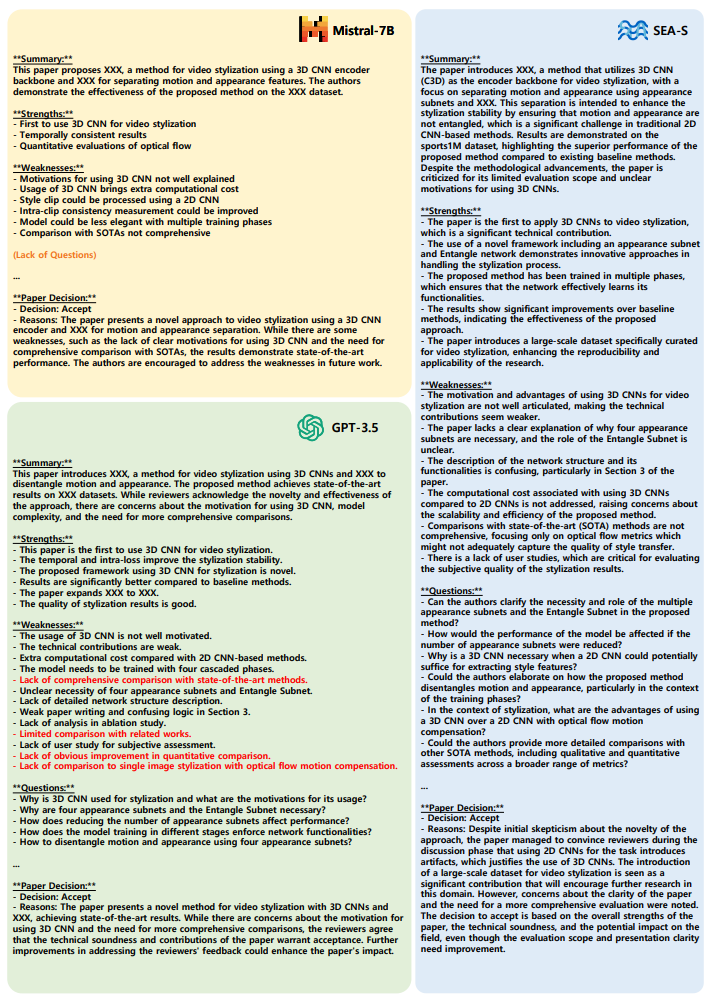 Mistral-7B
**Summary:**
This paper proposes XXX, a method for video stylization using a 3D CNN encoder
backbone and XXX for separating motion and appearance features. The authors
demonstrate the effectiveness of the proposed method on the XXX dataset.
**Strengths:**
- First to use 3D CNN for video stylization
- Temporally consistent results
- Quantitative evaluations of optical flow
**Weaknesses:**
- Motivations for using 3D CNN not well explained
- Usage of 3D CNN brings extra computational cost
- Style clip could be processed using a 2D CNN
- Intra-clip consistency measurement could be improved
- Model could be less elegant with multiple training phases
- Comparison with SOTAs not comprehensive
(Lack of Questions)
...
**Paper Decision:**
- Decision: Accept
- Reasons: The paper presents a novel approach to video stylization using a 3D CNN
encoder and XXX for motion and appearance separation. While there are some
weaknesses, such as the lack of clear motivations for using 3D CNN and the need for
comprehensive comparison with SOTAs, the results demonstrate state-of-the-art
performance. The authors are encouraged to address the weaknesses in future work.
GPT-3.5
**Summary:**
This paper introduces XXX, a method for video stylization using 3D CNNs and XXX to
disentangle motion and appearance. The proposed method achieves state-of-the-art
results on XXX datasets. While reviewers acknowledge the novelty and effectiveness of
the approach, there are concerns about the motivation for using 3D CNN, model
complexity, and the need for more comprehensive comparisons.
**Strengths:**
- This paper is the first to use 3D CNN for video stylization.
- The temporal and intra-loss improve the stylization stability.
- The proposed framework using 3D CNN for stylization is novel.
- Results are significantly better compared to baseline methods.
- The paper expands XXX to XXX.
- The quality of stylization results is good.
**Weaknesses:**
- The usage of 3D CNN is not well motivated.
- The technical contributions are weak.
- Extra computational cost compared with 2D CNN-based methods.
- The model needs to be trained with four cascaded phases.
- Lack of comprehensive comparison with state-of-the-art methods.
- Unclear necessity of four appearance subnets and Entangle Subnet.
- Lack of detailed network structure description.
- Weak paper writing and confusing logic in Section 3.
- Lack of analysis in ablation study.
- Limited comparison with related works.
- Lack of user study for subjective assessment.
- Lack of obvious improvement in quantitative comparison.
- Lack of comparison to single image stylization with optical flow motion compensation.
**Questions:**
- Why is 3D CNN used for stylization and what are the motivations for its usage?
- Why are four appearance subnets and the Entangle Subnet necessary?
- How does reducing the number of appearance subnets affect performance?
- How does the model training in different stages enforce network functionalities?
- How to disentangle motion and appearance using four appearance subnets?
...
**Paper Decision:**
- Decision: Accept
- Reasons: The paper presents a novel method for video stylization with 3D CNNs and
XXX, achieving state-of-the-art results. While there are concerns about the motivation for
using 3D CNN and the need for more comprehensive comparisons, the reviewers agree
that the technical soundness and contributions of the paper warrant acceptance. Further
improvements in addressing the reviewers' feedback could enhance the paper's impact.
SEA-S
**Summary:**
The paper introduces XXX, a method that utilizes 3D CNN
(C3D) as the encoder backbone for video stylization, with a
focus on separating motion and appearance using appearance
subnets and XXX. This separation is intended to enhance the
stylization stability by ensuring that motion and appearance are
not entangled, which is a significant challenge in traditional 2D
CNN-based methods. Results are demonstrated on the
sports1M dataset, highlighting the superior performance of the
proposed method compared to existing baseline methods.
Despite the methodological advancements, the paper is
criticized for its limited evaluation scope and unclear
motivations for using 3D CNNs.
**Strengths:**
- The paper is the first to apply 3D CNNs to video stylization,
which is a significant technical contribution.
- The use of a novel framework including an appearance subnet
and Entangle network demonstrates innovative approaches in
handling the stylization process.
- The proposed method has been trained in multiple phases,
which ensures that the network effectively learns its
functionalities.
- The results show significant improvements over baseline
methods, indicating the effectiveness of the proposed
approach.
- The paper introduces a large-scale dataset specifically curated
for video stylization, enhancing the reproducibility and
applicability of the research.
**Weaknesses:**
- The motivation and advantages of using 3D CNNs for video
stylization are not well articulated, making the technical
contributions seem weaker.
- The paper lacks a clear explanation of why four appearance
subnets are necessary, and the role of the Entangle Subnet is
unclear.
- The description of the network structure and its
functionalities is confusing, particularly in Section 3 of the
paper.
- The computational cost associated with using 3D CNNs
compared to 2D CNNs is not addressed, raising concerns about
the scalability and efficiency of the proposed method.
- Comparisons with state-of-the-art (SOTA) methods are not
comprehensive, focusing only on optical flow metrics which
might not adequately capture the quality of style transfer.
- There is a lack of user studies, which are critical for evaluating
the subjective quality of the stylization results.
**Questions:**
- Can the authors clarify the necessity and role of the multiple
appearance subnets and the Entangle Subnet in the proposed
method?
- How would the performance of the model be affected if the
number of appearance subnets were reduced?
- Why is a 3D CNN necessary when a 2D CNN could potentially
suffice for extracting style features?
- Could the authors elaborate on how the proposed method
disentangles motion and appearance, particularly in the context
of the training phases?
- In the context of stylization, what are the advantages of using
a 3D CNN over a 2D CNN with optical flow motion
compensation?
- Could the authors provide more detailed comparisons with
other SOTA methods, including qualitative and quantitative
assessments across a broader range of metrics?
...
**Paper Decision:**
- Decision: Accept
- Reasons: Despite initial skepticism about the novelty of the
approach, the paper managed to convince reviewers during the
discussion phase that using 2D CNNs for the task introduces
artifacts, which justifies the use of 3D CNNs. The introduction
of a large-scale dataset for video stylization is seen as a
significant contribution that will encourage further research in
this domain. However, concerns about the clarity of the paper
and the need for a more comprehensive evaluation were noted.
The decision to accept is based on the overall strengths of the
paper, the technical soundness, and the potential impact on the
field, even though the evaluation scope and presentation clarity
need improvement.